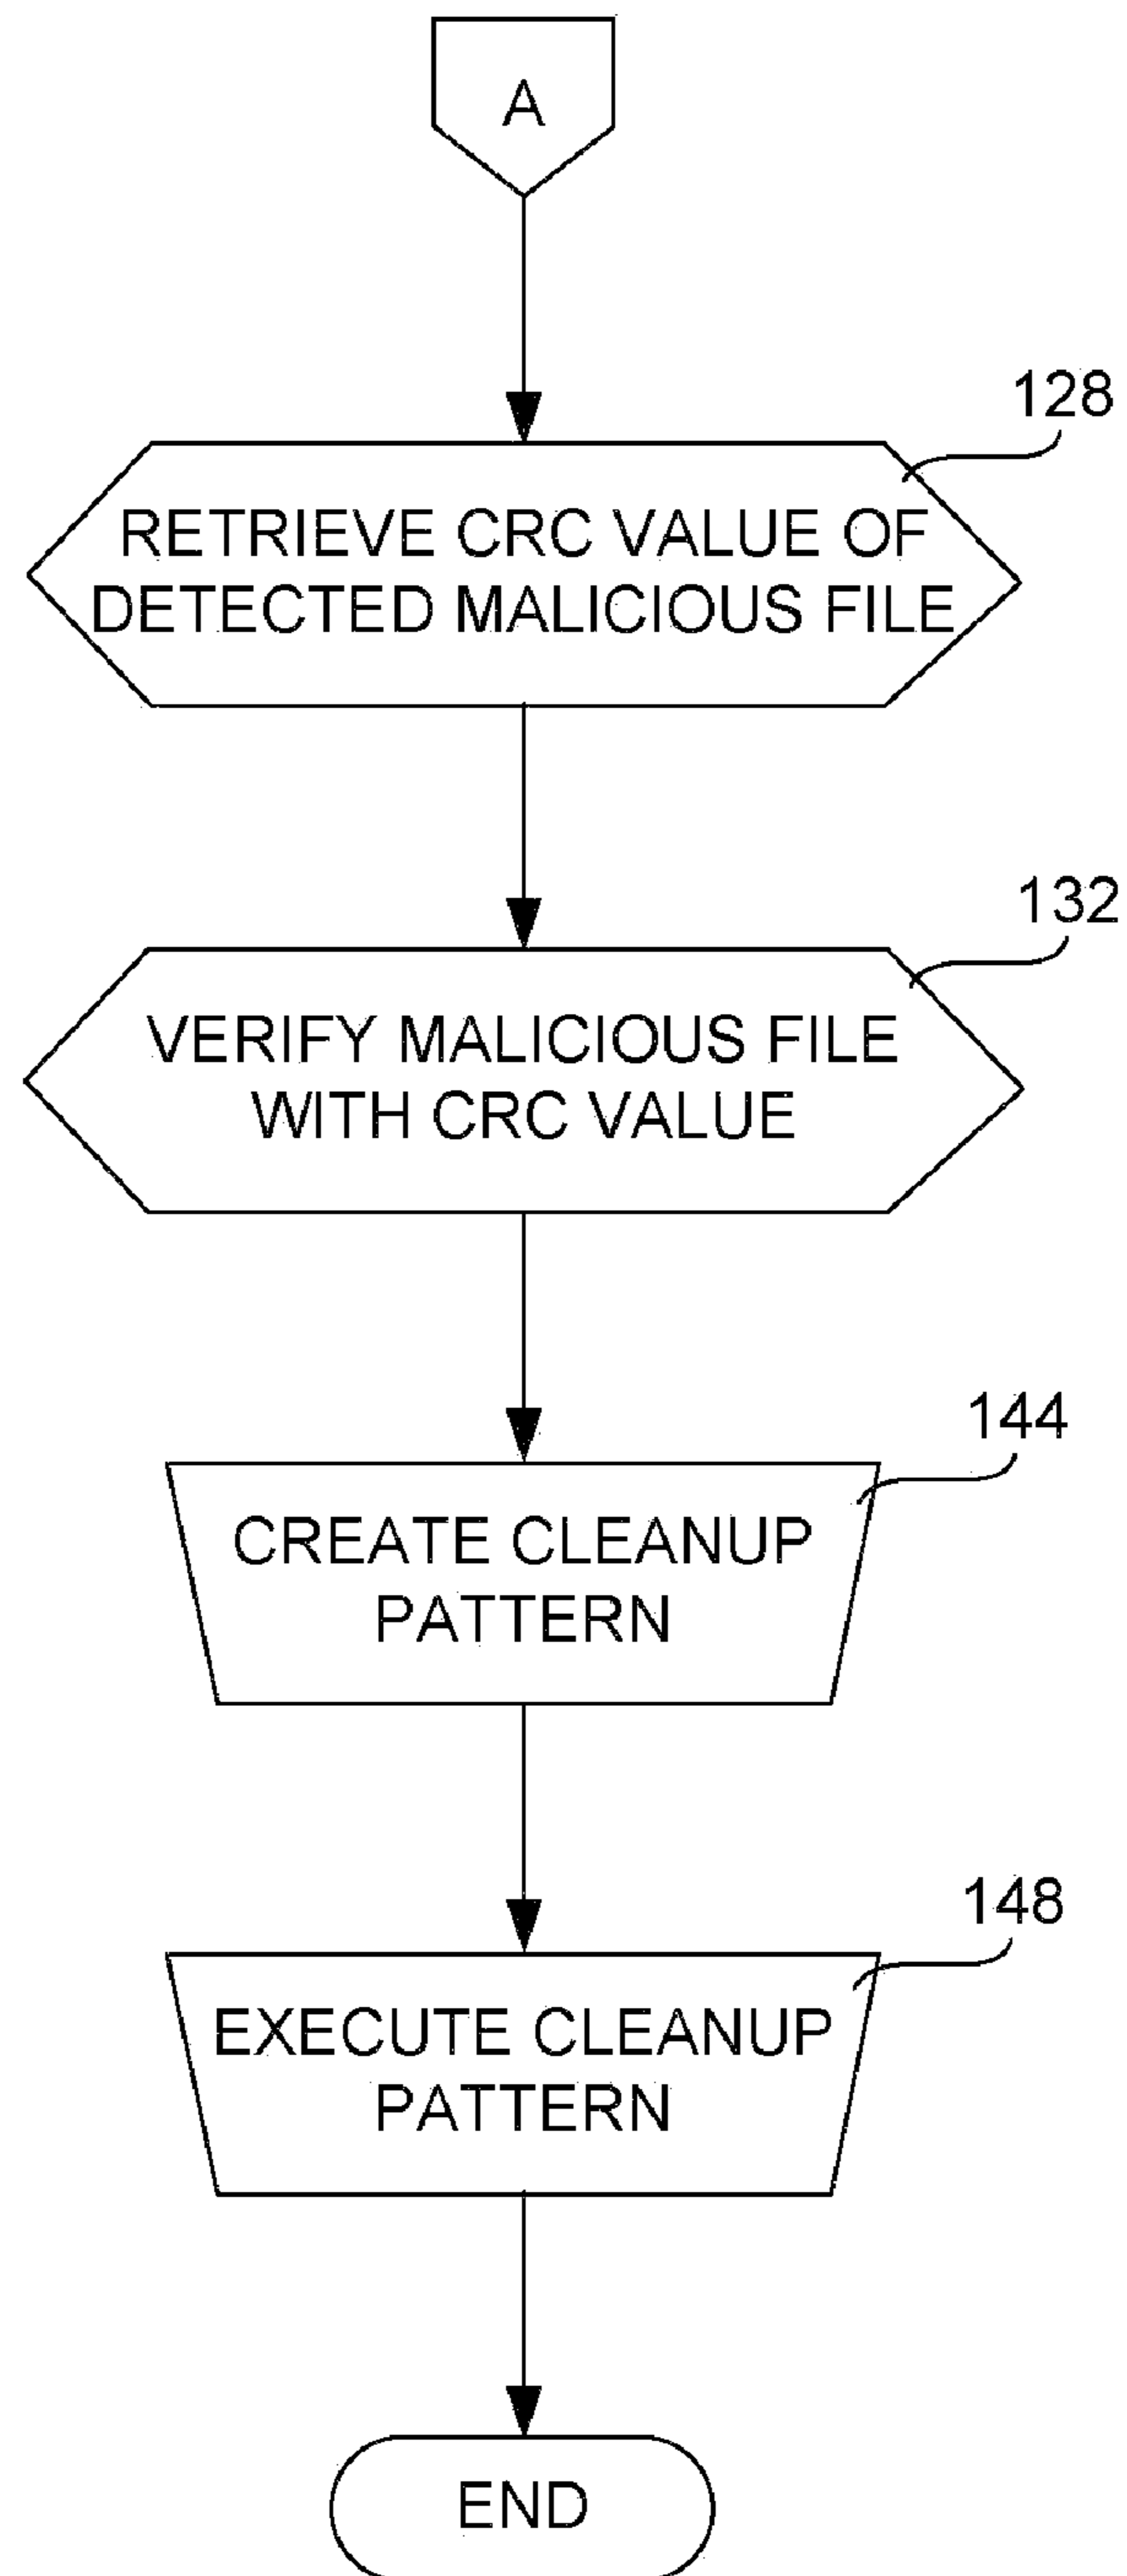 A
128
RETRIEVE CRC VALUE OF
DETECTED MALICIOUS FILE
132
VERIFY MALICIOUS FILE
WITH CRC VALUE
144
CREATE CLEANUP
PATTERN
148
EXECUTE CLEANUP
PATTERN
END